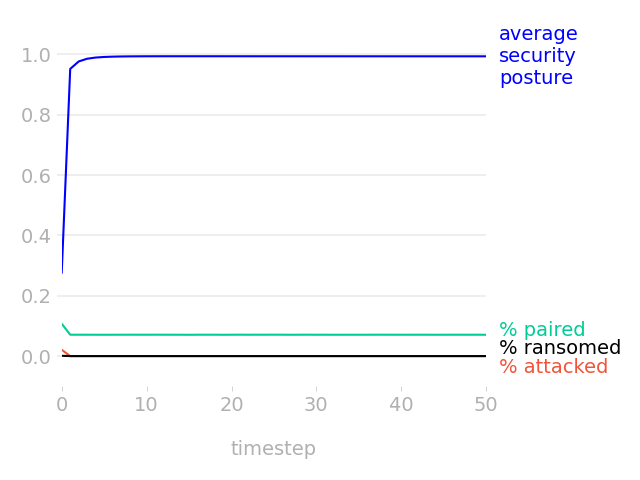 average
security
posture
1.0
0.8
0.6
0.4
0.2
0.0
% paired
% ransomed
% attacked
0 10 20 30 40 50
timestep